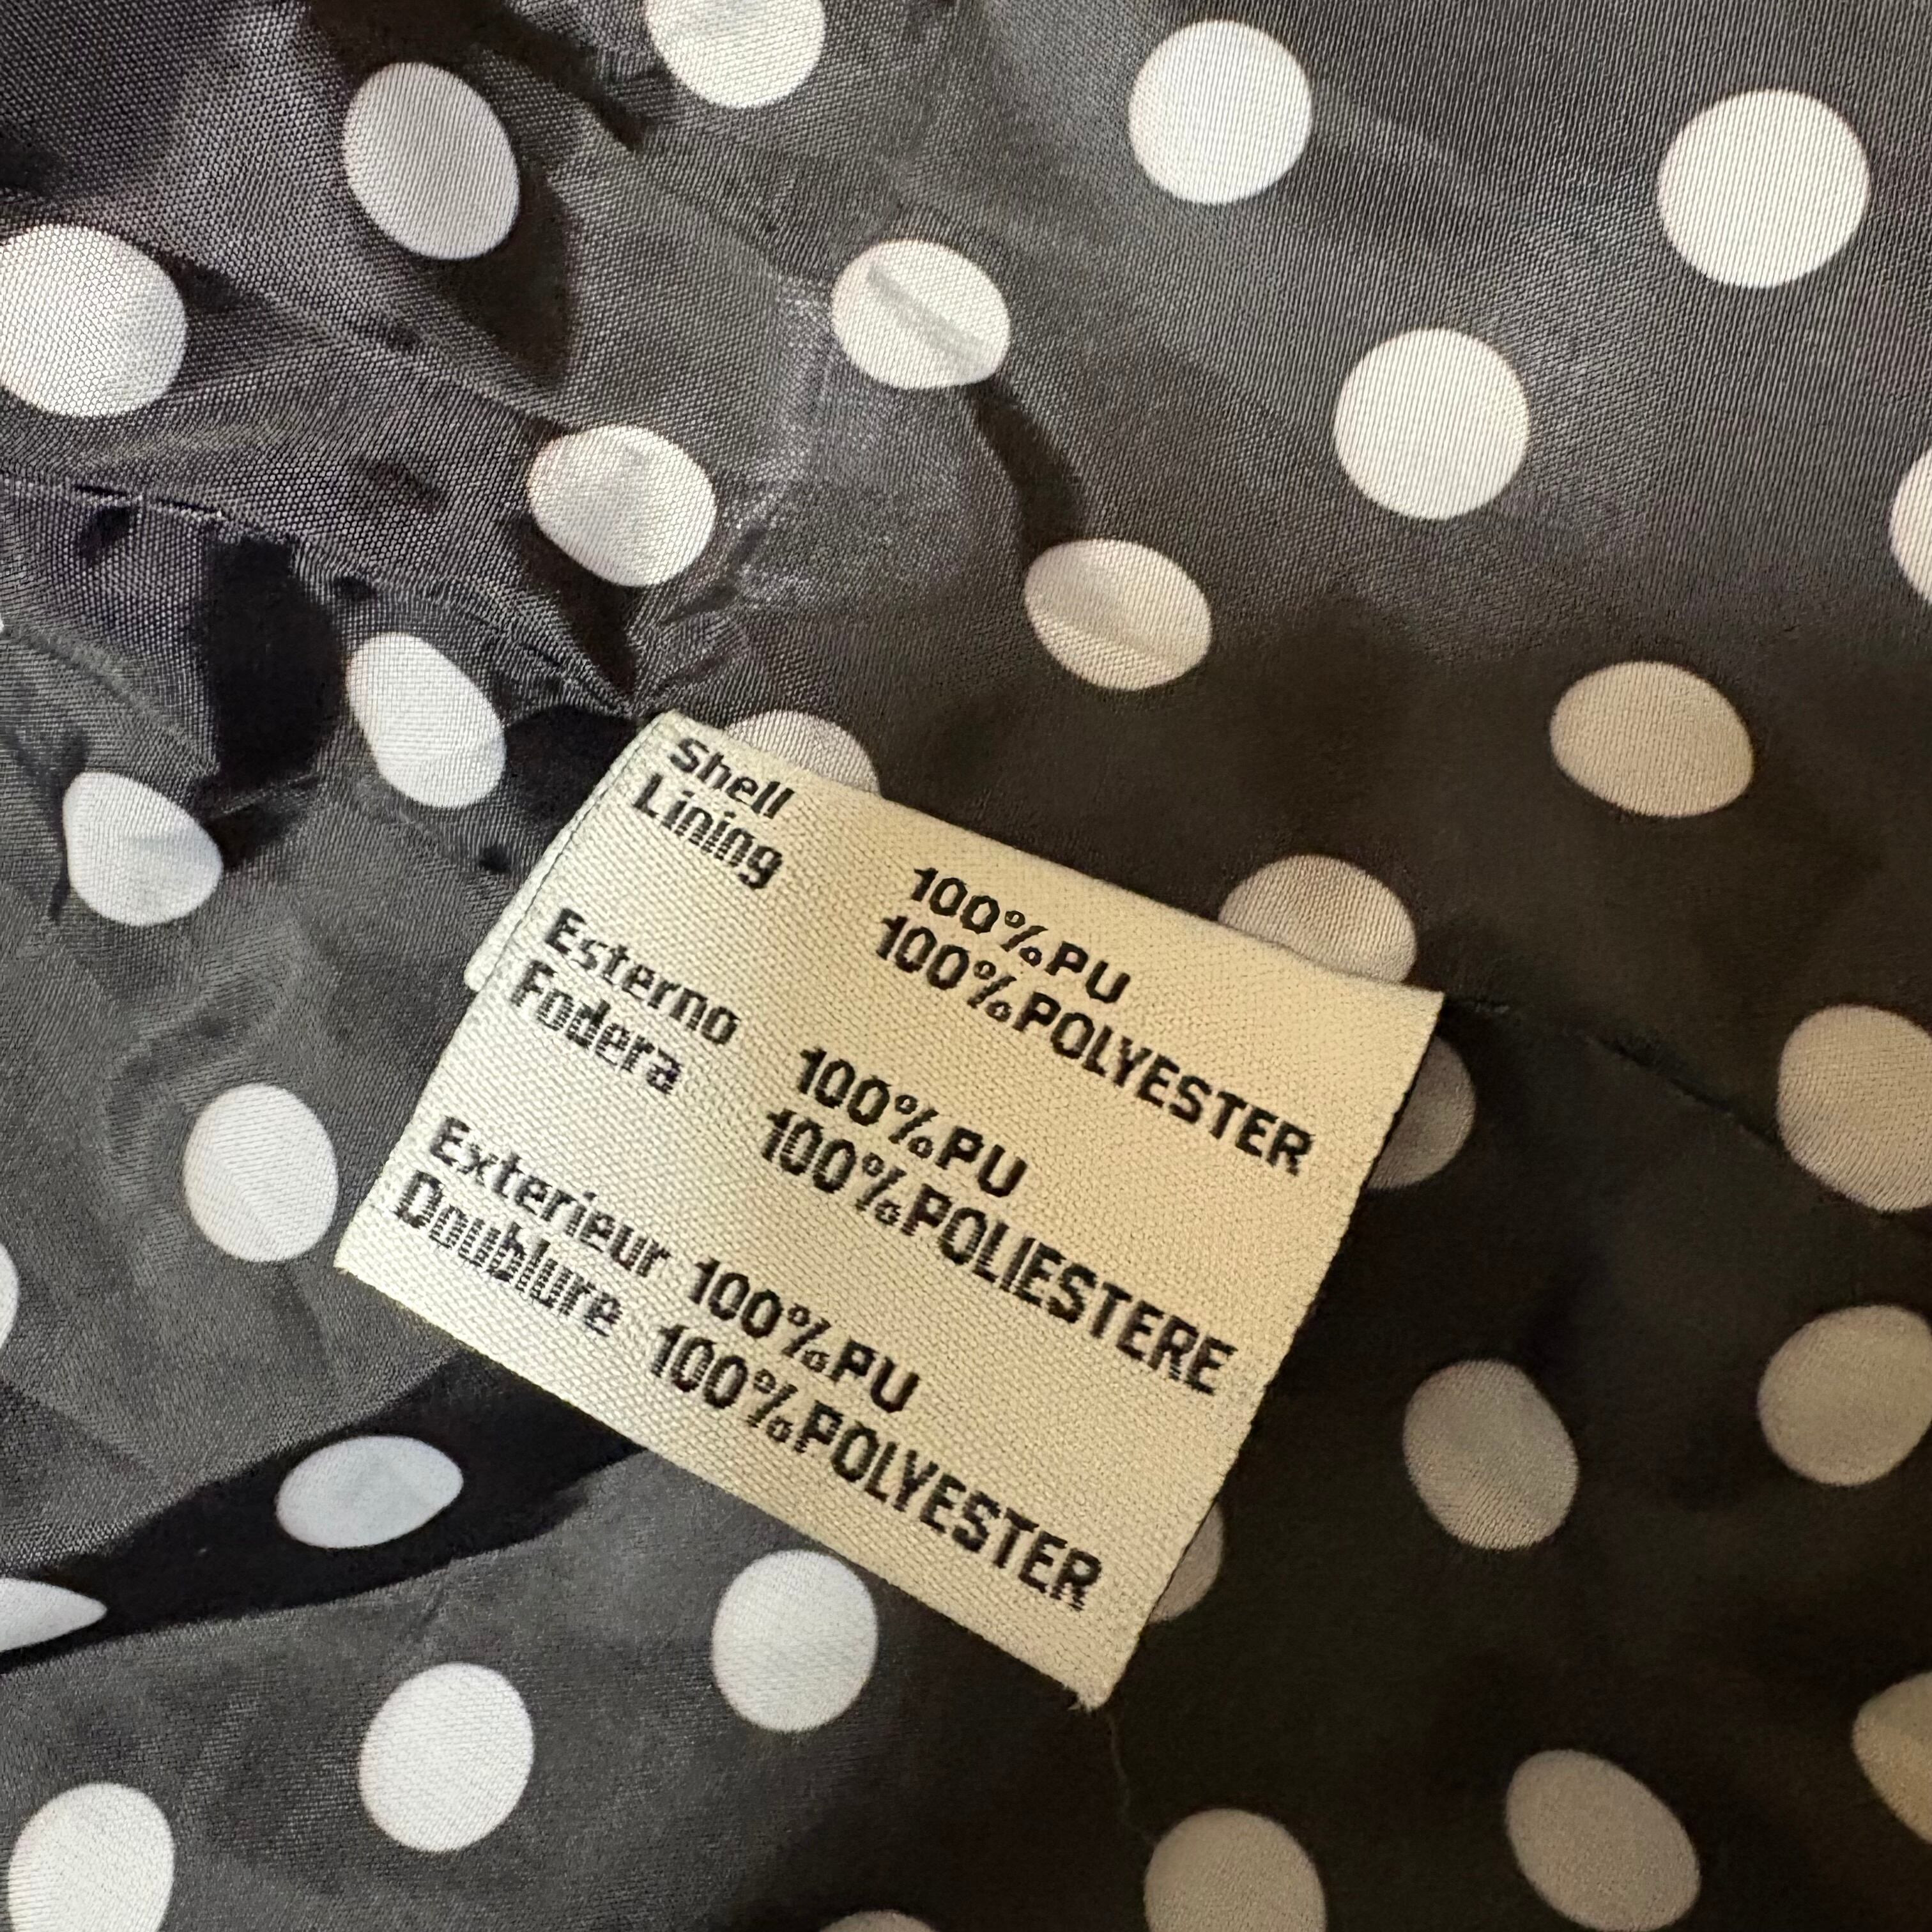 Shell 100%PU
Lining 100%POLYESTER
Esterno 100%PU
Fodera 100%POLIESTERE
Exterieur 100%PU
Doublure 100%POLYESTER